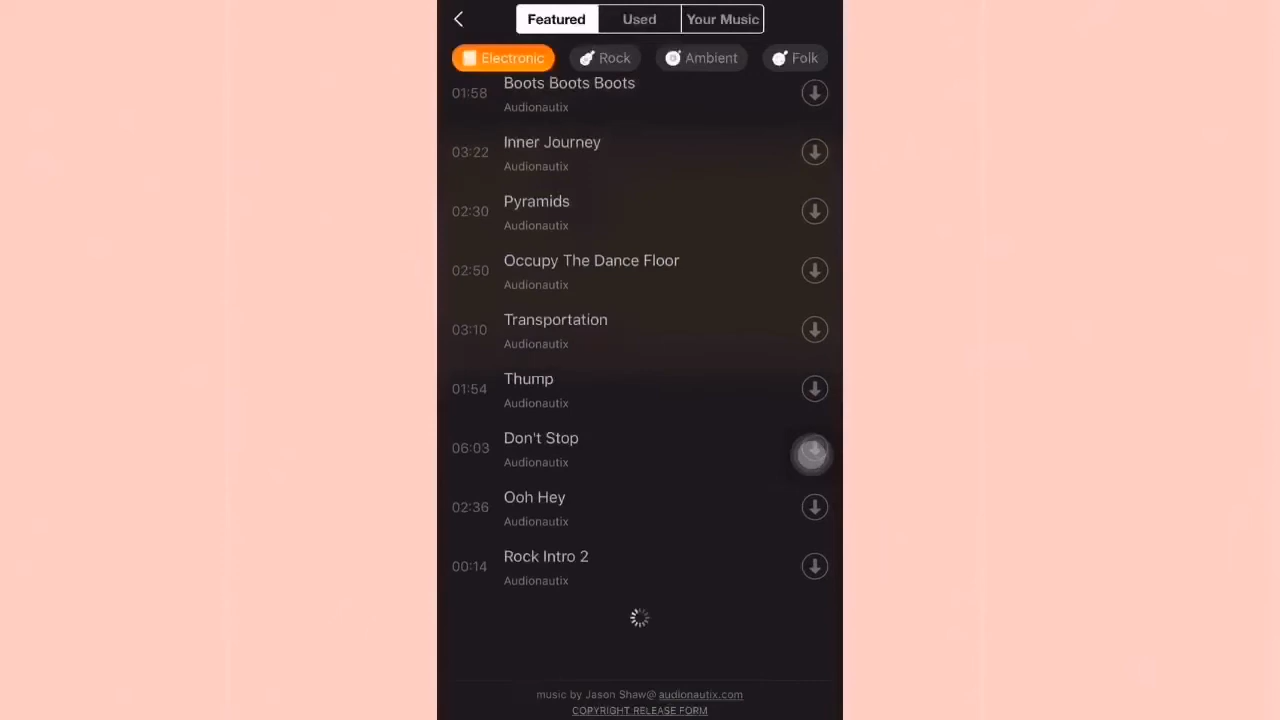 Featured Used Your Music
Electronic Rock Ambient Folk
Boots Boots Boots
01:58
Audionautix
Inner Journey
03:22
Audionautix
Pyramids
02:30
Audionautix
Occupy The Dance Floor
02:50
Audionautix
Transportation
03:10
Audionautix
Thump
01:54
Audionautix
Don't Stop
06:03
Audionautix
Ooh Hey
02:36
Audionautix
Rock Intro 2
00:14
Audionautix
music by Jason Shaw@ audionautix.com
COPYRIGHT RELEASE FORM